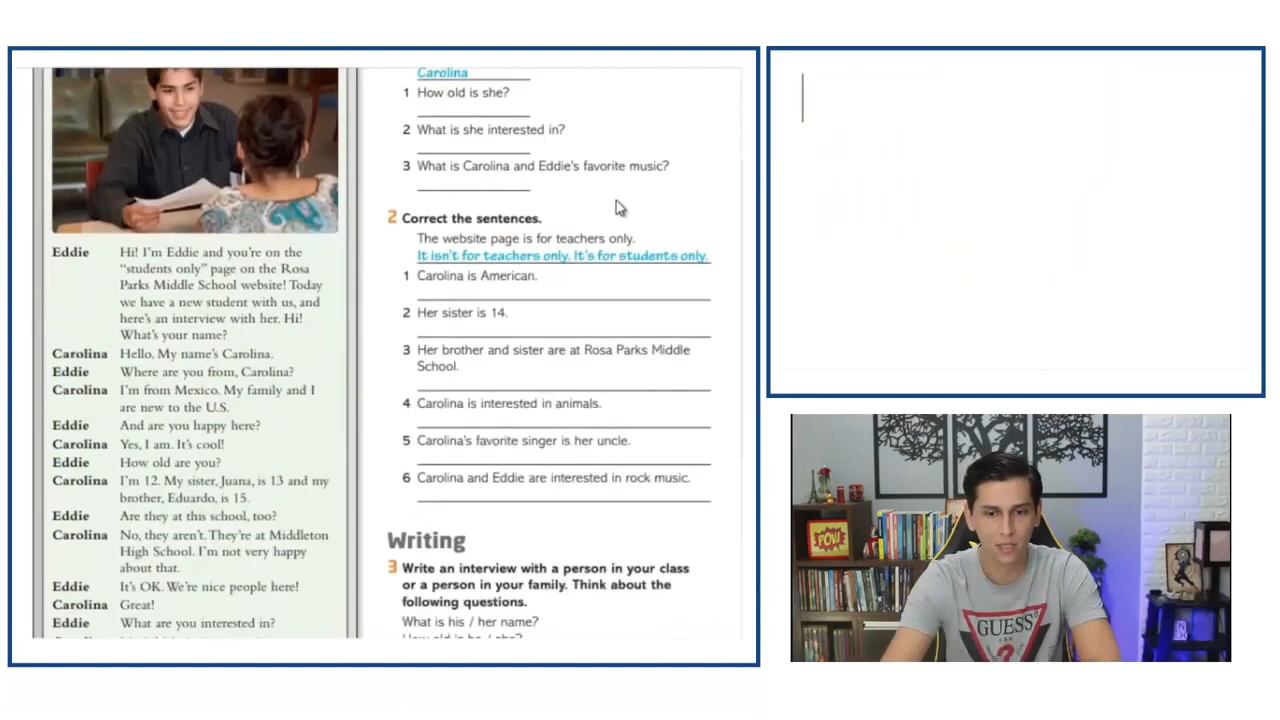 Eddie Hi! I'm Eddie and you're on the
"students only" page on the Rosa
Parks Middle School website! Today
we have a new student with us, and
here's an interview with her. Hi!
What's your name?
Carolina Hello. My name's Carolina.
Eddie Where are you from, Carolina?
Carolina I'm from Mexico. My family and I
are new to the U.S.
Eddie And are you happy here?
Carolina Yes, I am. It's cool!
Eddie How old are you?
Carolina I'm 12. My sister, Juana, is 13 and my
brother, Eduardo, is 15.
Eddie Are they at this school, too?
Carolina No, they aren't. They're at Middleton
High School. I'm not very happy
about that.
Eddie It's OK. We're nice people here!
Carolina Great!
Eddie What are you interested in?
Carolina
1 How old is she?
2 What is she interested in?
3 What is Carolina and Eddie's favorite music?
2 Correct the sentences.
The website page is for teachers only.
It isn't for teachers only. It's for students only.
1 Carolina is American.
2 Her sister is 14.
3 Her brother and sister are at Rosa Parks Middle
School.
4 Carolina is interested in animals.
5 Carolina's favorite singer is her uncle.
6 Carolina and Eddie are interested in rock music.
Writing
3 Write an interview with a person in your class
or a person in your family. Think about the
following questions.
What is his / her name?
POW
GUESS
?